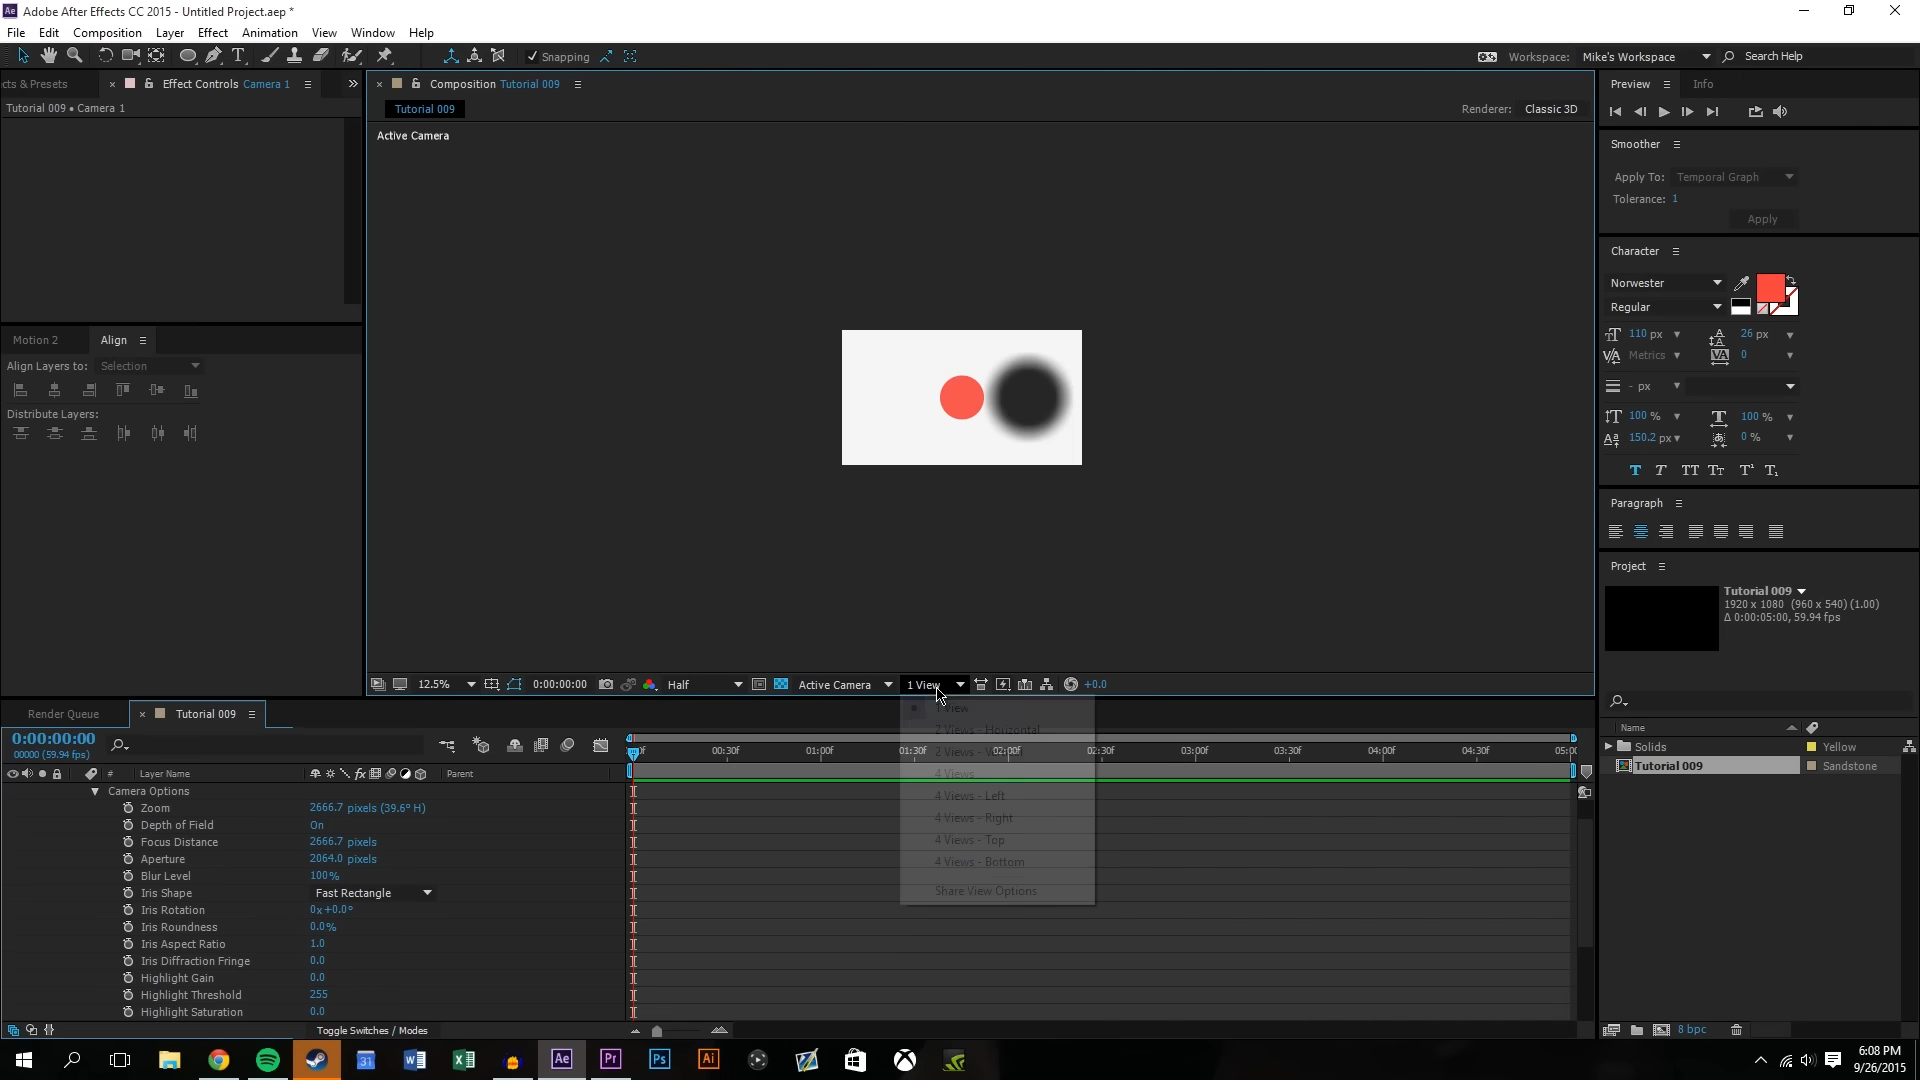 Adobe After Effects CC 2015 - Untitled Project.aep *
File Edit Composition Layer Effect Animation View Window Help
Snapping
Workspace: Mike's Workspace
Search Help
cts & Presets
Effect Controls Camera 1
Tutorial 009 • Camera 1
Composition Tutorial 009
Tutorial 009
Renderer: Classic 3D
Active Camera
Preview Info
Smoother
Apply To: Temporal Graph
Tolerance: 1
Apply
Character
Norwester
Regular
110 px
26 px
Metrics
0
- px
100 %
100 %
150.2 px
0 %
Paragraph
Motion 2 Align
Align Layers to: Selection
Distribute Layers:
Project
Tutorial 009
1920 x 1080 (960 x 540) (1.00)
Δ 0:00:05:00, 59.94 fps
Name
Solids Yellow
Tutorial 009 Sandstone
8 bpc
12.5% 0:00:00:00 Half Active Camera 1 View +0.0
1 View
2 Views - Horizontal
2 Views -
4 Views
4 Views - Left
4 Views - Right
4 Views - Top
4 Views - Bottom
Share View Options
Render Queue Tutorial 009
0:00:00:00
00000 (59.94 fps)
00:30f 01:00f 01:30f 02:00f 02:30f 03:00f 03:30f 04:00f 04:30f 05:0
# Layer Name fx Parent
Camera Options
Zoom 2666.7 pixels (39.6° H)
Depth of Field On
Focus Distance 2666.7 pixels
Aperture 2064.0 pixels
Blur Level 100%
Iris Shape Fast Rectangle
Iris Rotation 0x+0.0°
Iris Roundness 0.0%
Iris Aspect Ratio 1.0
Iris Diffraction Fringe 0.0
Highlight Gain 0.0
Highlight Threshold 255
Highlight Saturation 0.0
Toggle Switches / Modes
6:08 PM
9/26/2015